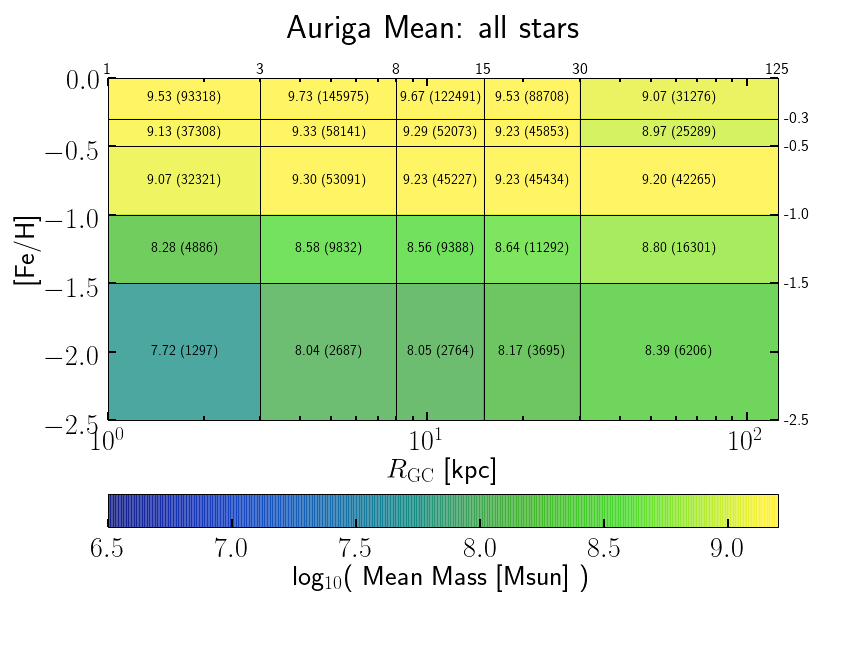 Auriga Mean: all stars
1 3 8 15 30 125
0.0
9.53 (93318) 9.73 (145975) 9.67 (122491) 9.53 (88708) 9.07 (31276)
-0.3
9.13 (37308) 9.33 (58141) 9.29 (52073) 9.23 (45853) 8.97 (25289)
−0.5 -0.5
9.07 (32321) 9.30 (53091) 9.23 (45227) 9.23 (45434) 9.20 (42265)
−1.0 -1.0
8.28 (4886) 8.58 (9832) 8.56 (9388) 8.64 (11292) 8.80 (16301)
[Fe/H]
−1.5 -1.5
−2.0 7.72 (1297) 8.04 (2687) 8.05 (2764) 8.17 (3695) 8.39 (6206)
−2.5 -2.5
10⁰ 10¹ 10²
R_GC [kpc]
6.5 7.0 7.5 8.0 8.5 9.0
log₁₀( Mean Mass [Msun] )